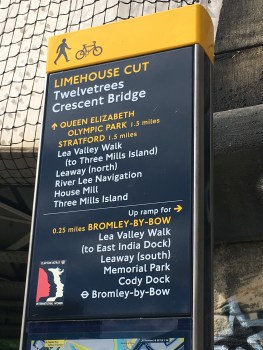 LIMEHOUSE CUT
Twelvetrees
Crescent Bridge
QUEEN ELIZABETH
OLYMPIC PARK 1.5 miles
STRATFORD 1.5 miles
Lea Valley Walk
(to Three Mills Island)
Leaway (north)
River Lee Navigation
House Mill
Three Mills Island
Up ramp for
0.25 miles BROMLEY-BY-BOW
Lea Valley Walk
(to East India Dock)
Leaway (south)
Memorial Park
Cody Dock
Bromley-by-Bow